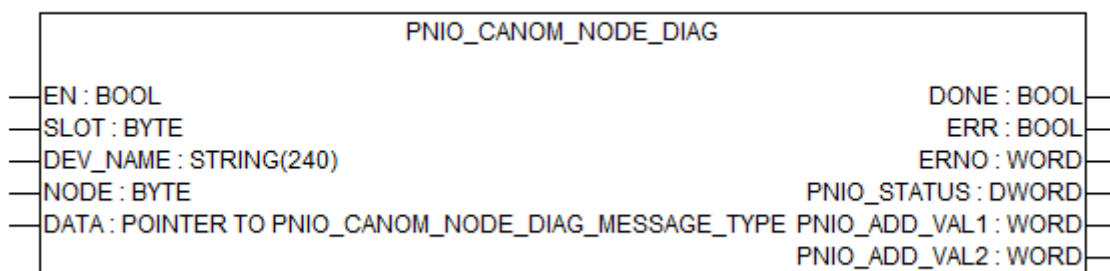 PNIO_CANOM_NODE_DIAG
EN : BOOL DONE : BOOL
SLOT : BYTE ERR : BOOL
DEV_NAME : STRING(240) ERNO : WORD
NODE : BYTE PNIO_STATUS : DWORD
DATA : POINTER TO PNIO_CANOM_NODE_DIAG_MESSAGE_TYPE PNIO_ADD_VAL1 : WORD
PNIO_ADD_VAL2 : WORD